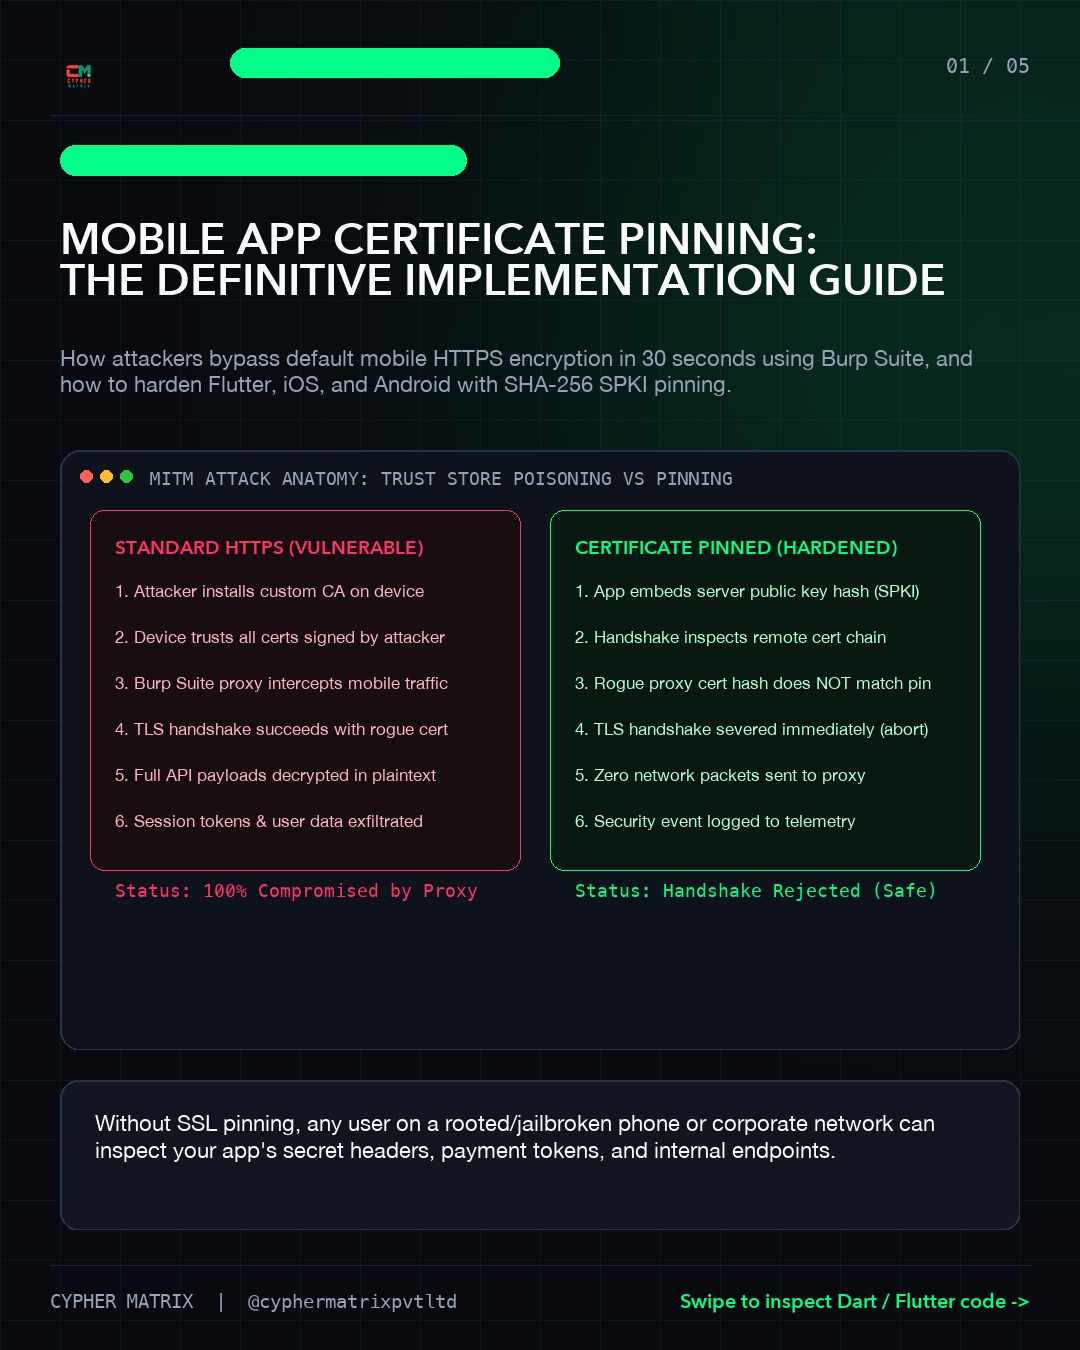 CM
CYPHER
MATRIX
01 / 05
MOBILE APP CERTIFICATE PINNING:
THE DEFINITIVE IMPLEMENTATION GUIDE
How attackers bypass default mobile HTTPS encryption in 30 seconds using Burp Suite, and
how to harden Flutter, iOS, and Android with SHA-256 SPKI pinning.
MITM ATTACK ANATOMY: TRUST STORE POISONING VS PINNING
STANDARD HTTPS (VULNERABLE)
1. Attacker installs custom CA on device
2. Device trusts all certs signed by attacker
3. Burp Suite proxy intercepts mobile traffic
4. TLS handshake succeeds with rogue cert
5. Full API payloads decrypted in plaintext
6. Session tokens & user data exfiltrated
Status: 100% Compromised by Proxy
CERTIFICATE PINNED (HARDENED)
1. App embeds server public key hash (SPKI)
2. Handshake inspects remote cert chain
3. Rogue proxy cert hash does NOT match pin
4. TLS handshake severed immediately (abort)
5. Zero network packets sent to proxy
6. Security event logged to telemetry
Status: Handshake Rejected (Safe)
Without SSL pinning, any user on a rooted/jailbroken phone or corporate network can
inspect your app's secret headers, payment tokens, and internal endpoints.
CYPHER MATRIX | @cyphermatrixpvtltd
Swipe to inspect Dart / Flutter code ->